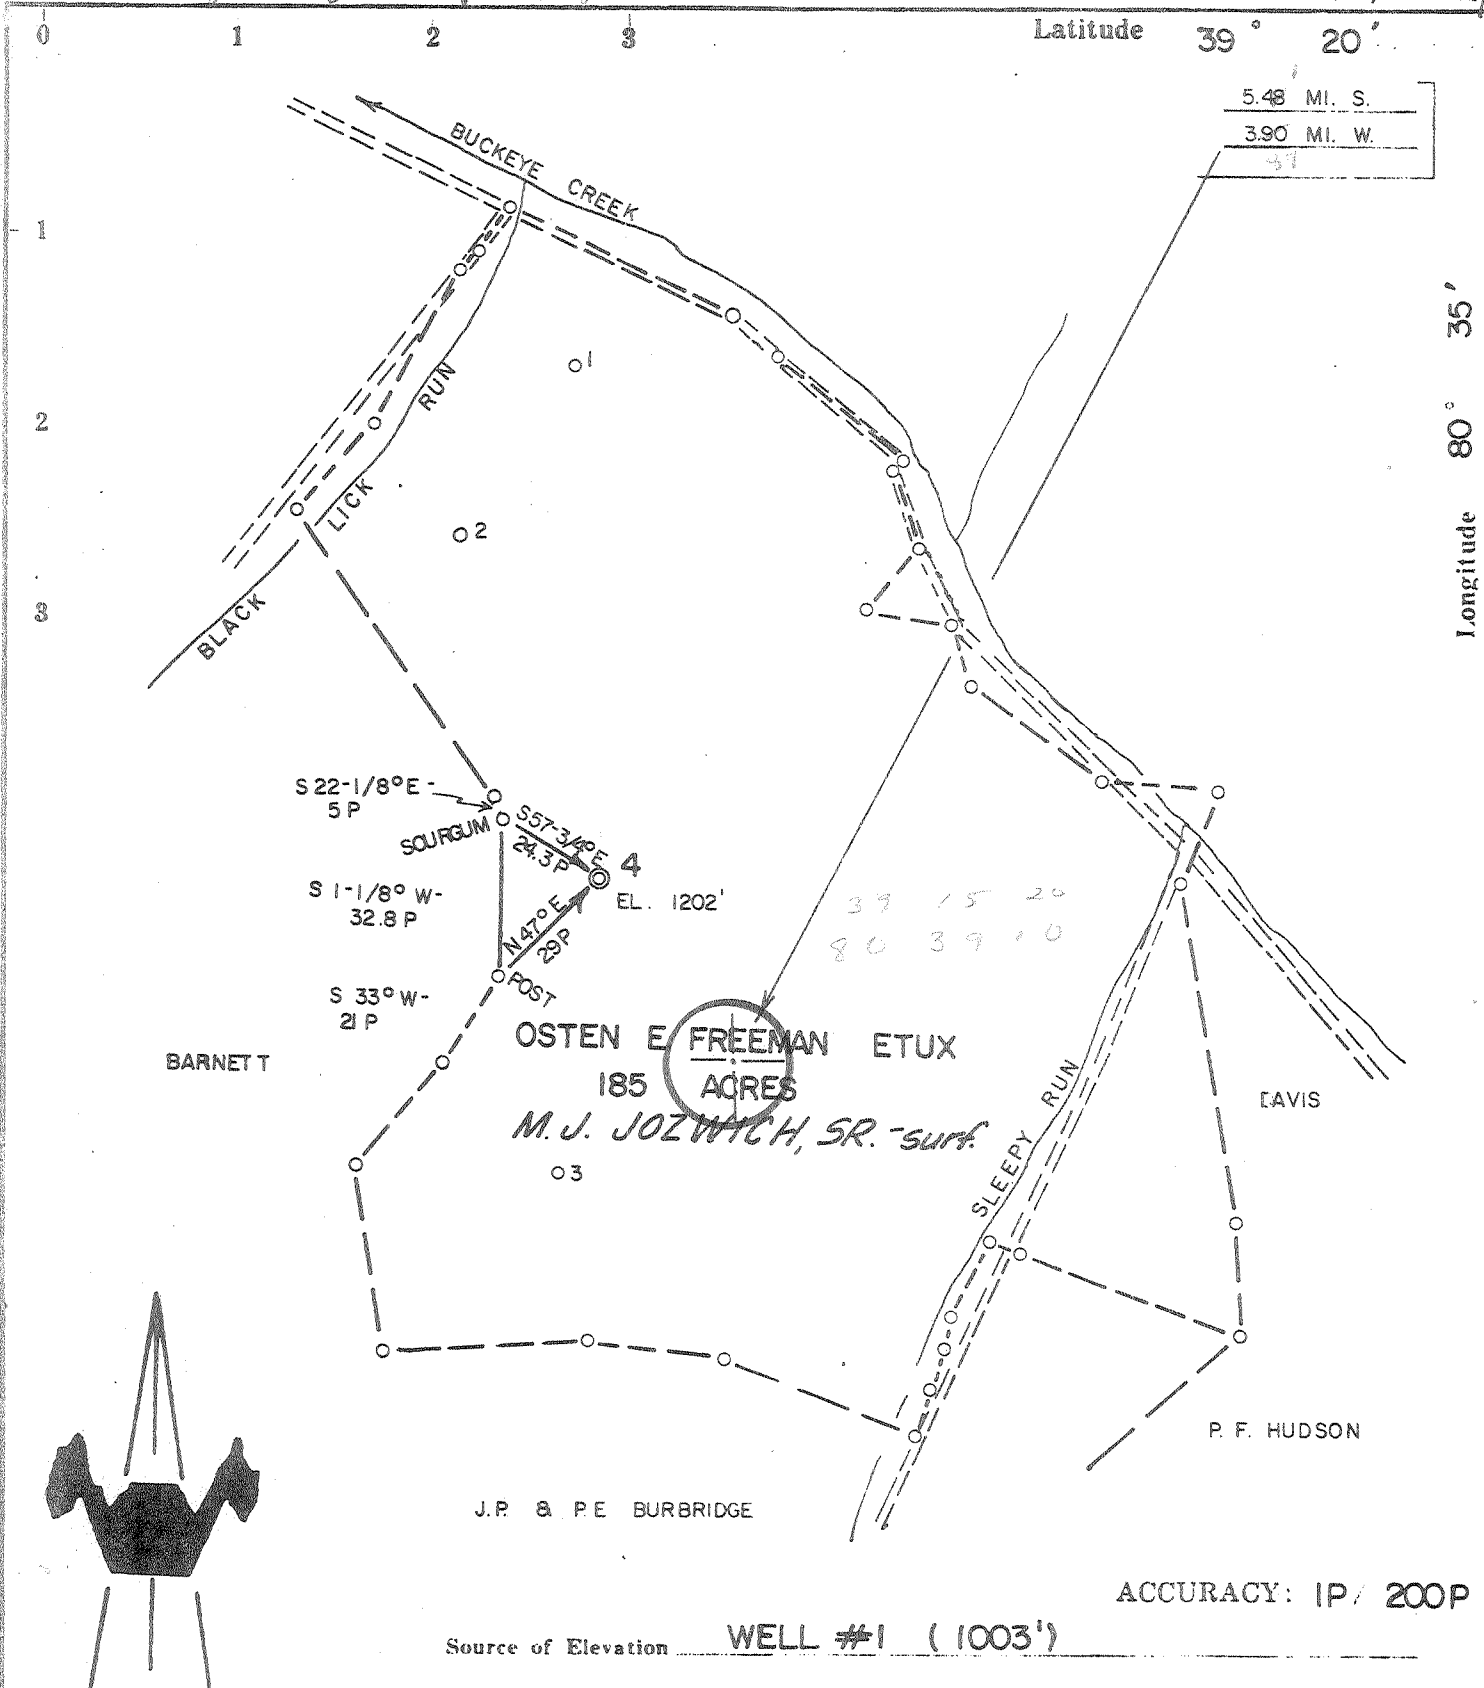 0 1 2 3 Latitude 39° 20'
5.48 MI. S.
3.90 MI. W.
BUCKEYE CREEK
1
2
3
Longitude 80° 35'
1
BLACK LICK RUN
2
S 22-1/8° E -
5 P
SOURGUM
S57-3/4° E
24.3 P
4
EL. 1202'
S 1-1/8° W-
32.8 P
N 47° E
29P
POST
39 15 20
80 39 10
S 33° W-
21 P
BARNETT
OSTEN E FREEMAN ETUX
185 ACRES
M.J. JOZWICH, SR. -surf.
3
SLEEPY RUN
DAVIS
P. F. HUDSON
J.P. & P.E BURBRIDGE
ACCURACY: 1P/ 200P
Source of Elevation WELL #1 (1003')